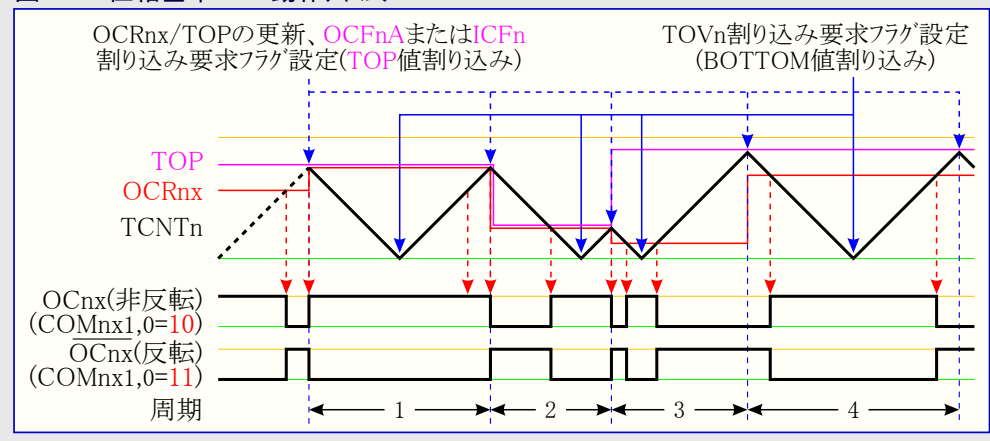 OCRnx/TOPの更新、OCFnAまたはICFn
割り込み要求フラグ設定(TOP値割り込み)
TOVn割り込み要求フラグ設定
(BOTTOM値割り込み)
TOP
OCRnx
TCNTn
OCnx(非反転)
(COMnx1,0=10)
OCnx(反転)
(COMnx1,0=11)
周期
1
2
3
4